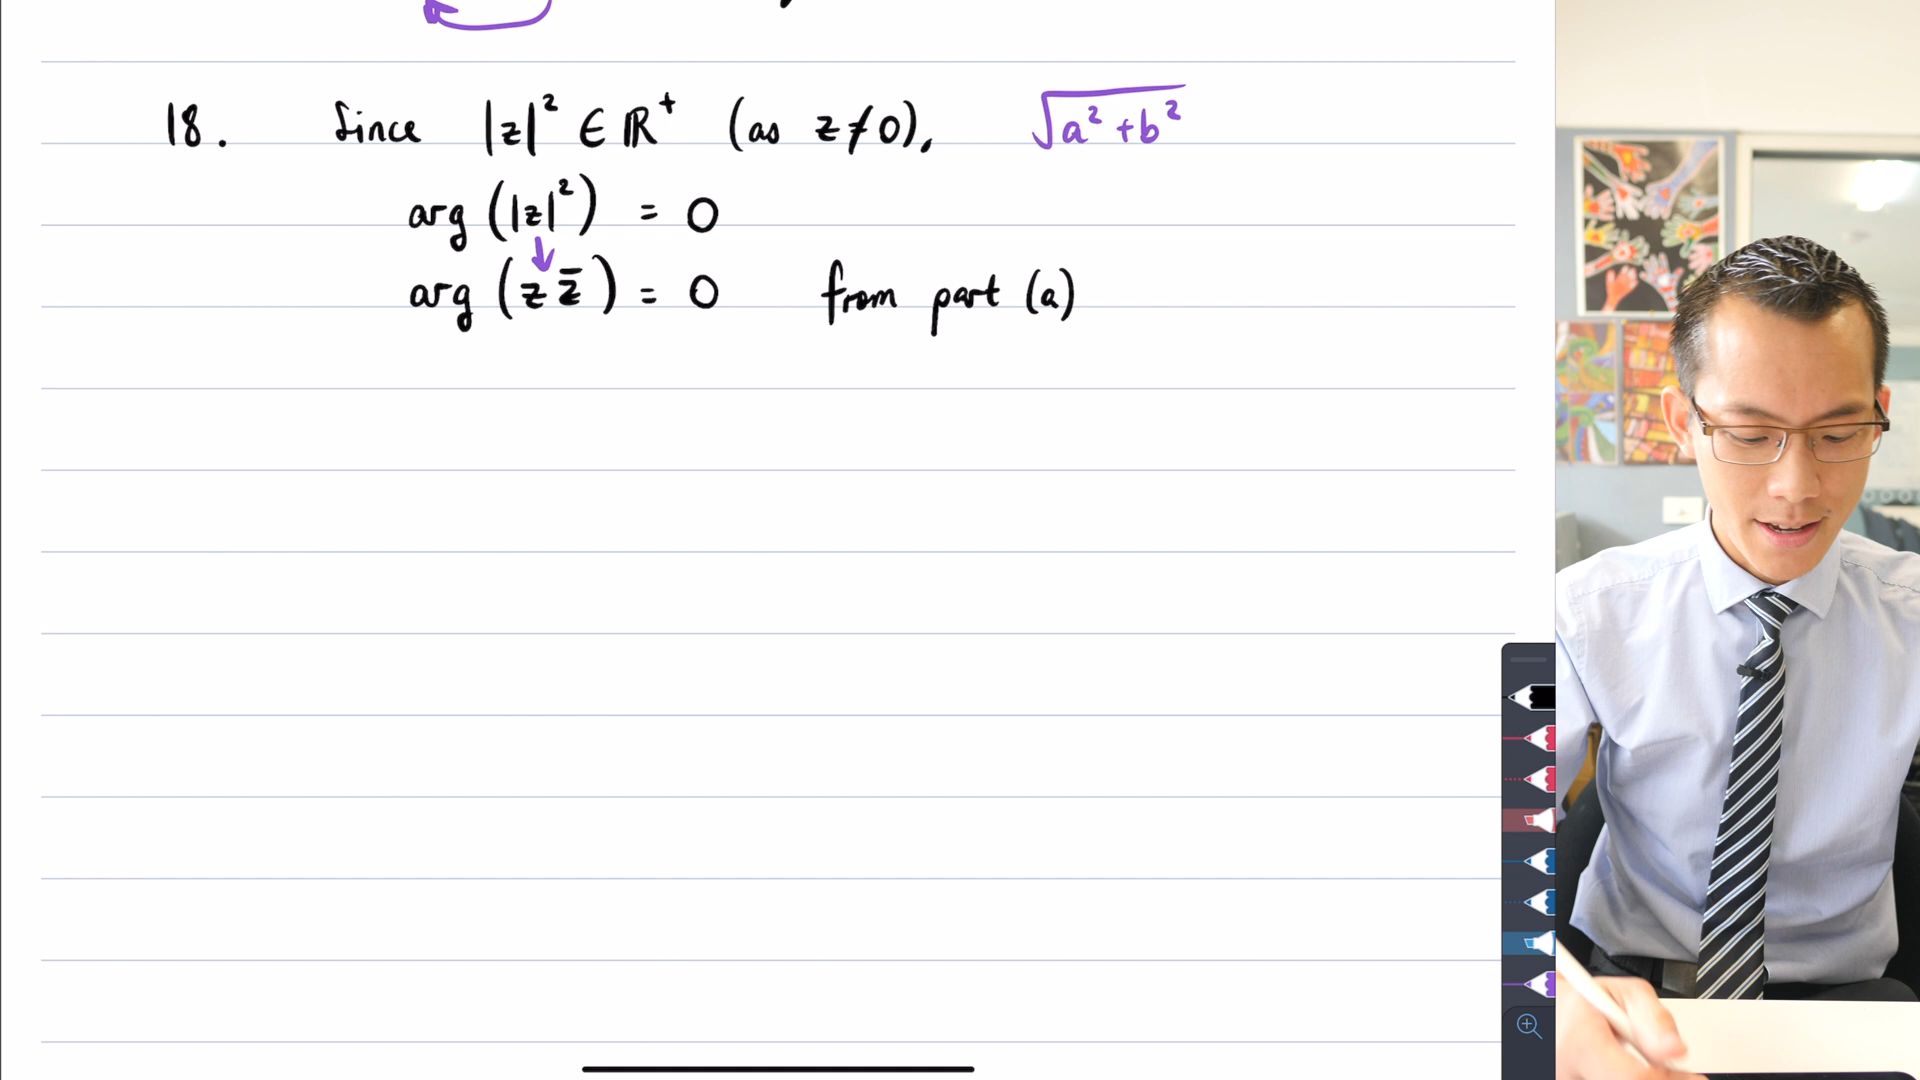 18. Since |z|² ∈ ℝ⁺ (as z≠0), √a² + b²
arg (|z|²) = 0
arg (z z̄) = 0 from part (a)